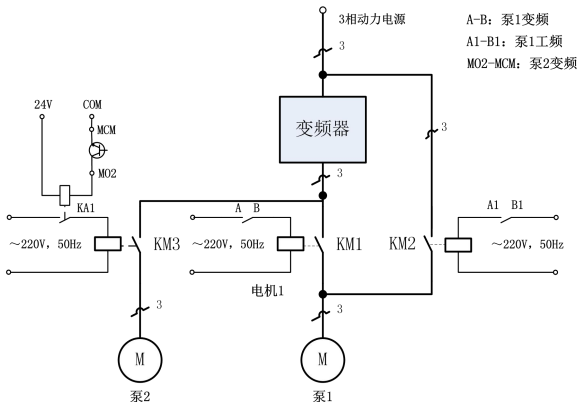 3相动力电源
A-B: 泵1变频
A1-B1: 泵1工频
MO2-MCM: 泵2变频
3
24V
COM
MCM
变频器
3
MO2
3
KA1
A B
A1 B1
～220V, 50Hz
KM3
～220V, 50Hz
KM1
KM2
～220V, 50Hz
电机1
3
3
M
M
泵2
泵1